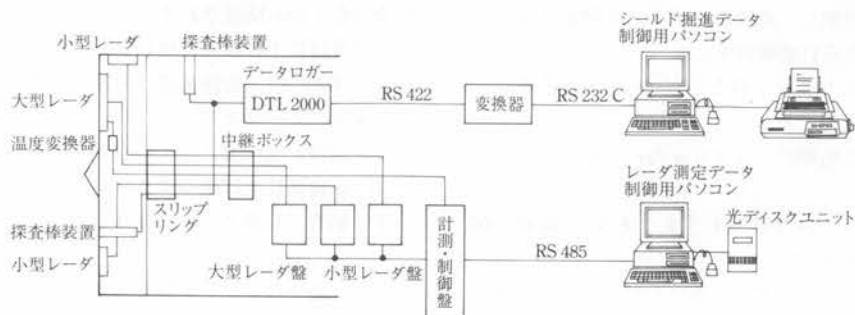 小型レーダ
探査棒装置
データロガー
DTL 2000
RS 422
変換器
RS 232 C
シールド掘進データ
制御用パソコン
大型レーダ
温度変換器
中継ボックス
スリップ
リング
探査棒装置
小型レーダ
大型レーダ盤
小型レーダ盤
計測・制御盤
RS 485
レーダ測定データ
制御用パソコン
光ディスクユニット